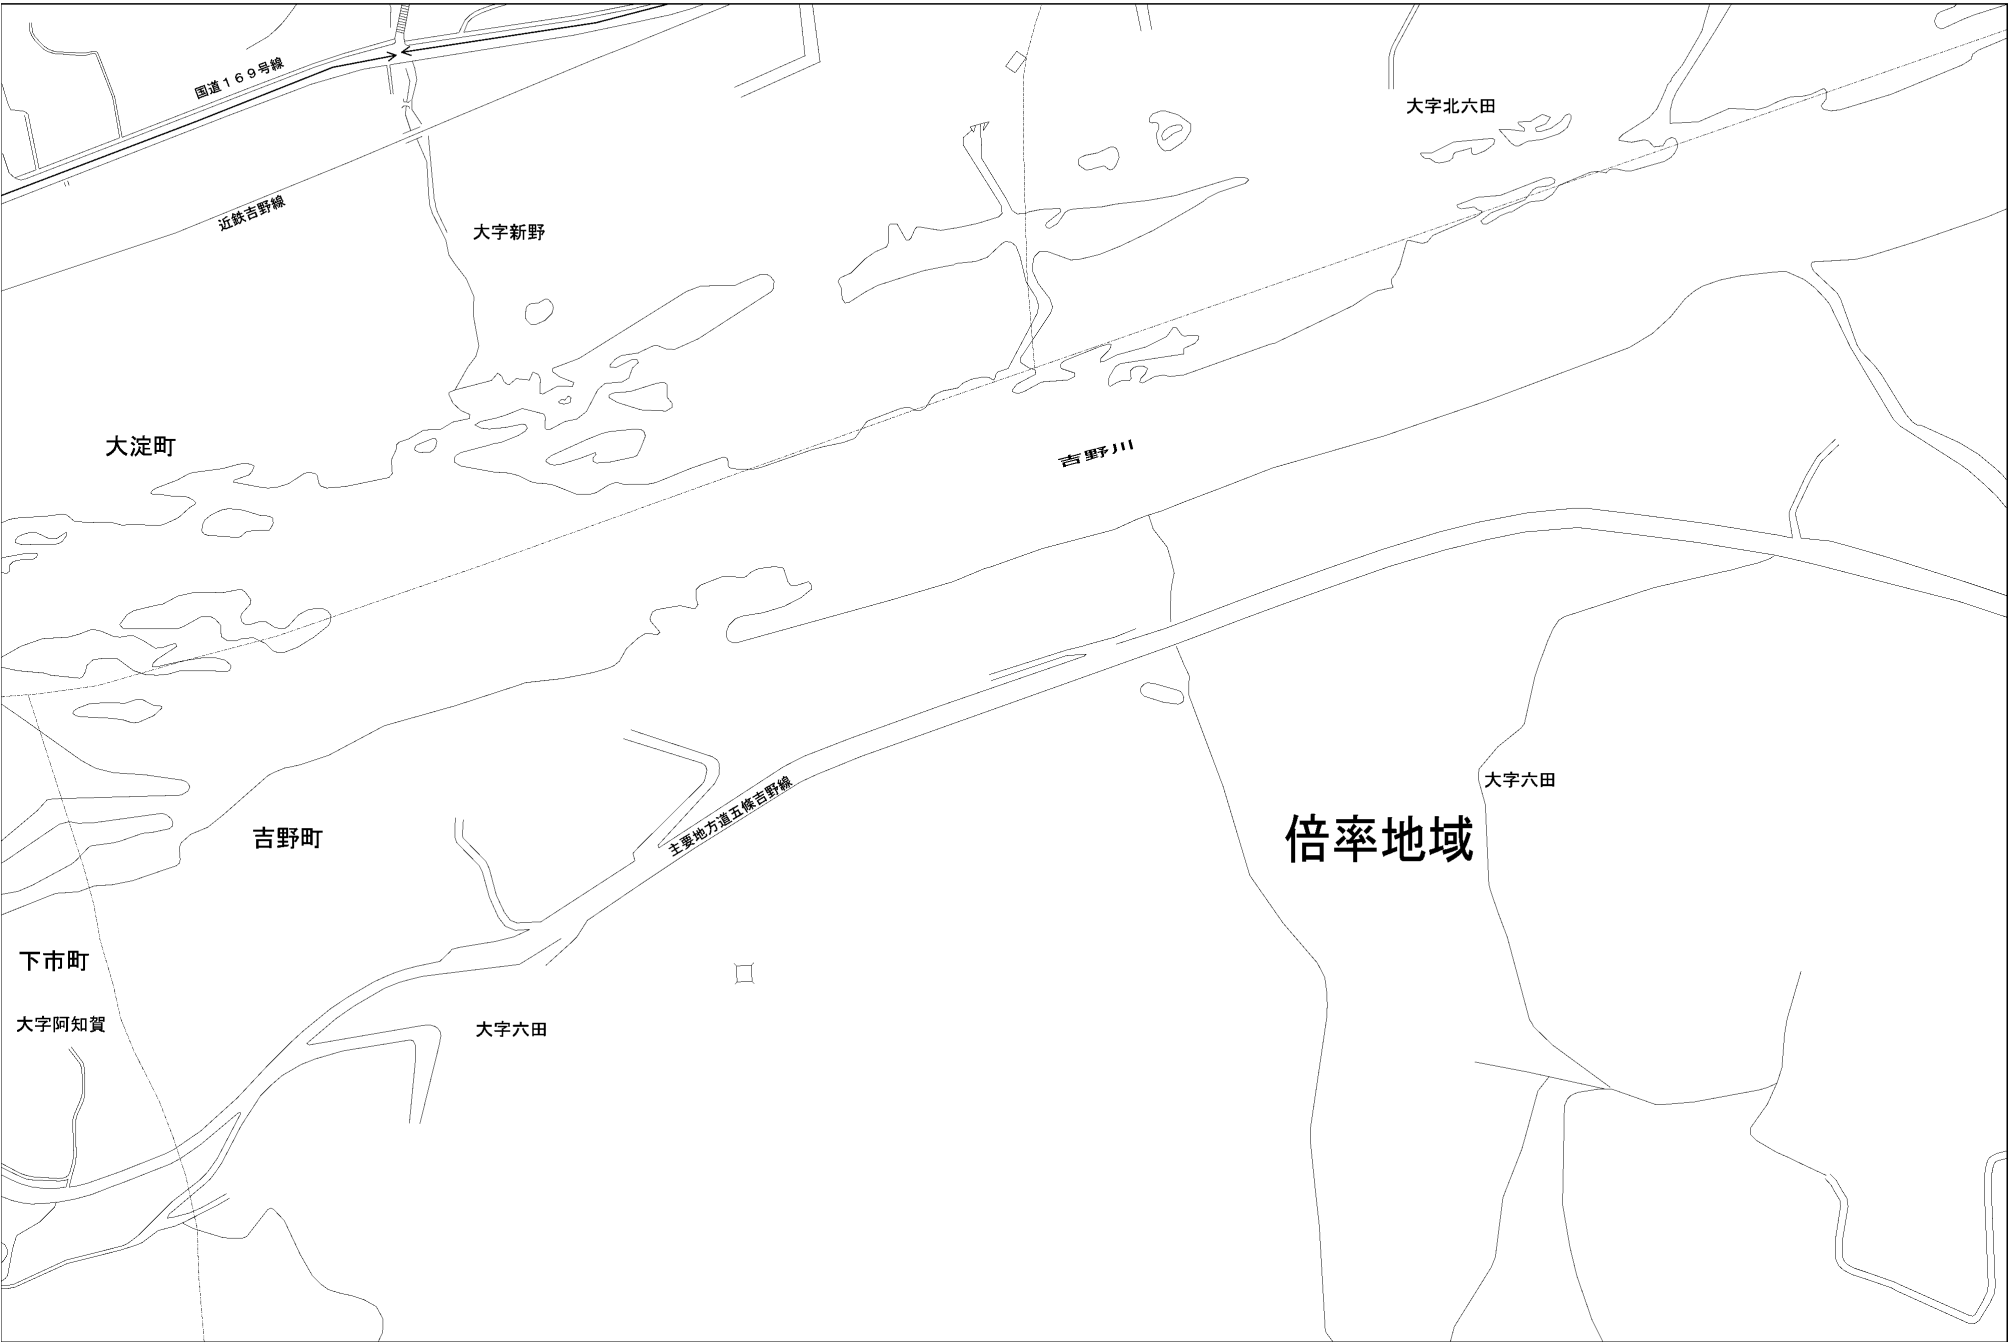 国道１６９号線
大字北六田
近鉄吉野線
大字新野
大淀町
吉野川
大字六田
主要地方道五條吉野線
倍率地域
吉野町
下市町
大字阿知賀
大字六田